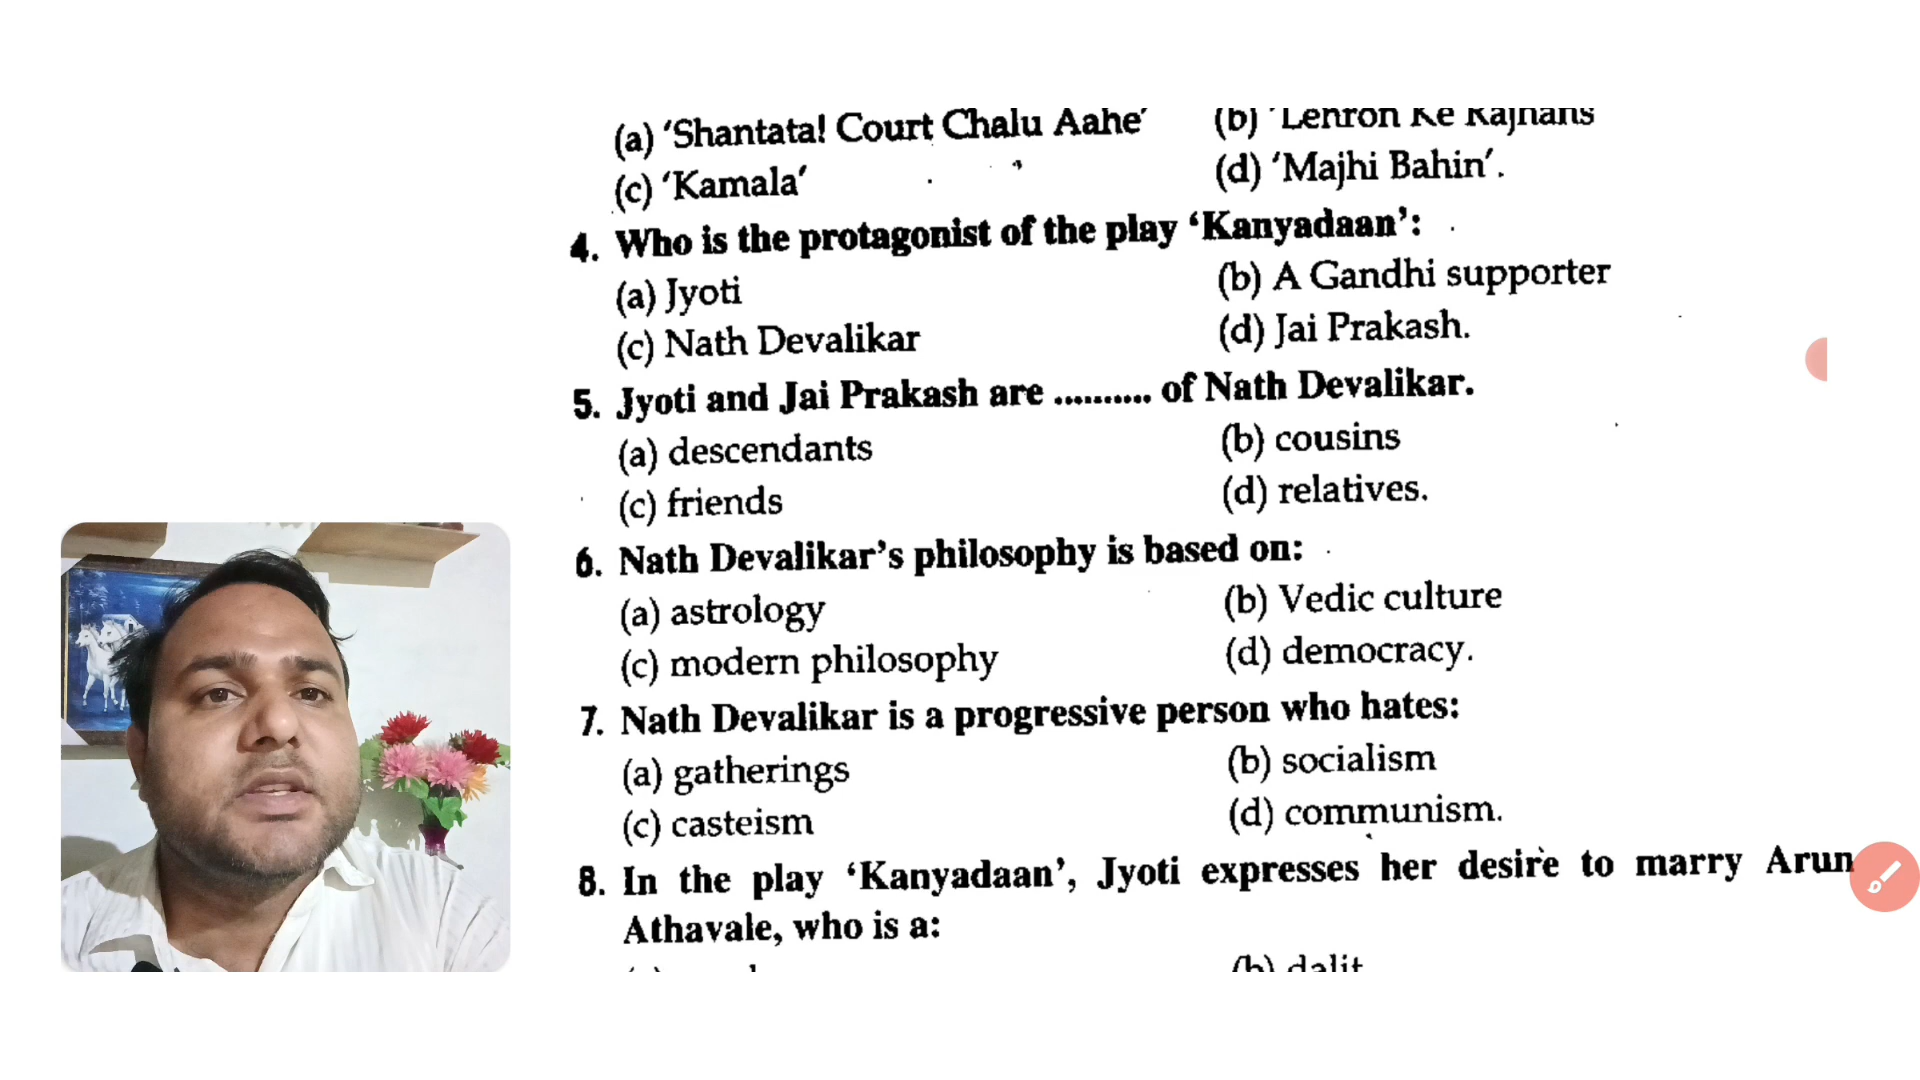 (a) ‘Shantata! Court Chalu Aahe’ (b) ‘Lehron Ke Rajhans
(c) ‘Kamala’ (d) ‘Majhi Bahin’.
4. Who is the protagonist of the play ‘Kanyadaan’:
(a) Jyoti (b) A Gandhi supporter
(c) Nath Devalikar (d) Jai Prakash.
5. Jyoti and Jai Prakash are .......... of Nath Devalikar.
(a) descendants (b) cousins
(c) friends (d) relatives.
6. Nath Devalikar’s philosophy is based on:
(a) astrology (b) Vedic culture
(c) modern philosophy (d) democracy.
7. Nath Devalikar is a progressive person who hates:
(a) gatherings (b) socialism
(c) casteism (d) communism.
8. In the play ‘Kanyadaan’, Jyoti expresses her desire to marry Arun
Athavale, who is a:
(b) dalit